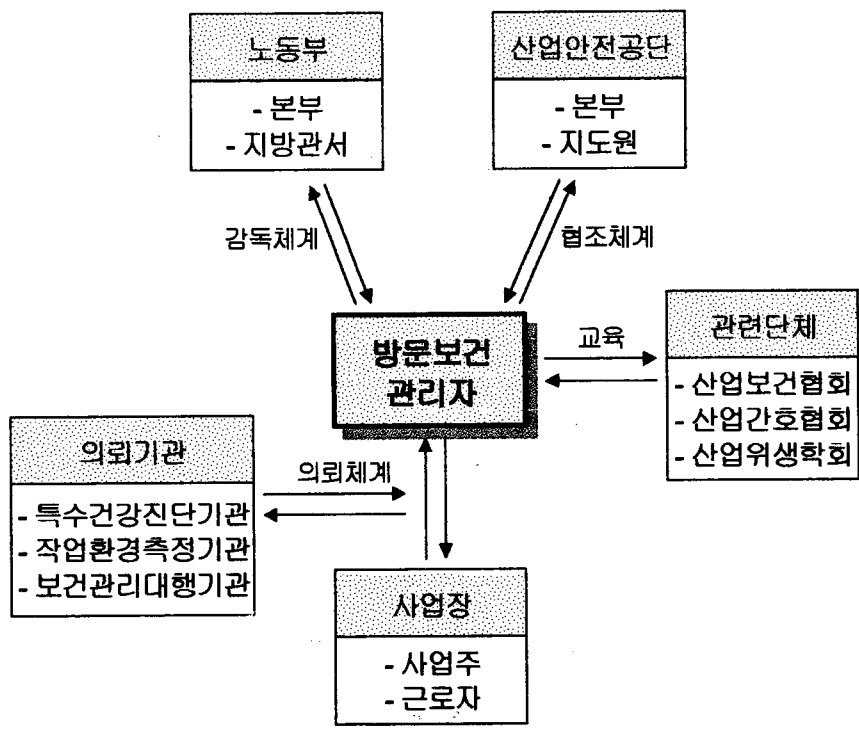 노동부
- 본부
- 지방관서
산업안전공단
- 본부
- 지도원
감독체계
협조체계
방문보건
관리자
교육
관련단체
- 산업보건협회
- 산업간호협회
- 산업위생학회
의뢰기관
- 특수건강진단기관
- 작업환경측정기관
- 보건관리대행기관
의뢰체계
사업장
- 사업주
- 근로자